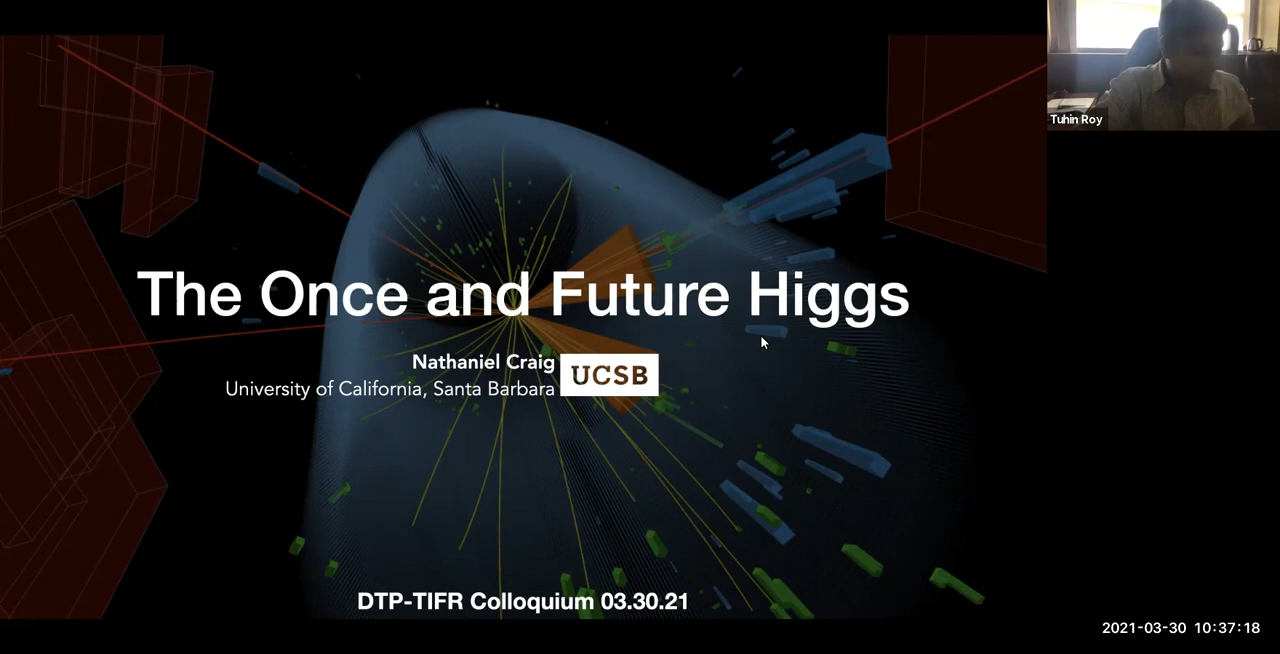 Tuhin Roy
The Once and Future Higgs
Nathaniel Craig
University of California, Santa Barbara
UCSB
DTP-TIFR Colloquium 03.30.21
2021-03-30 10:37:18